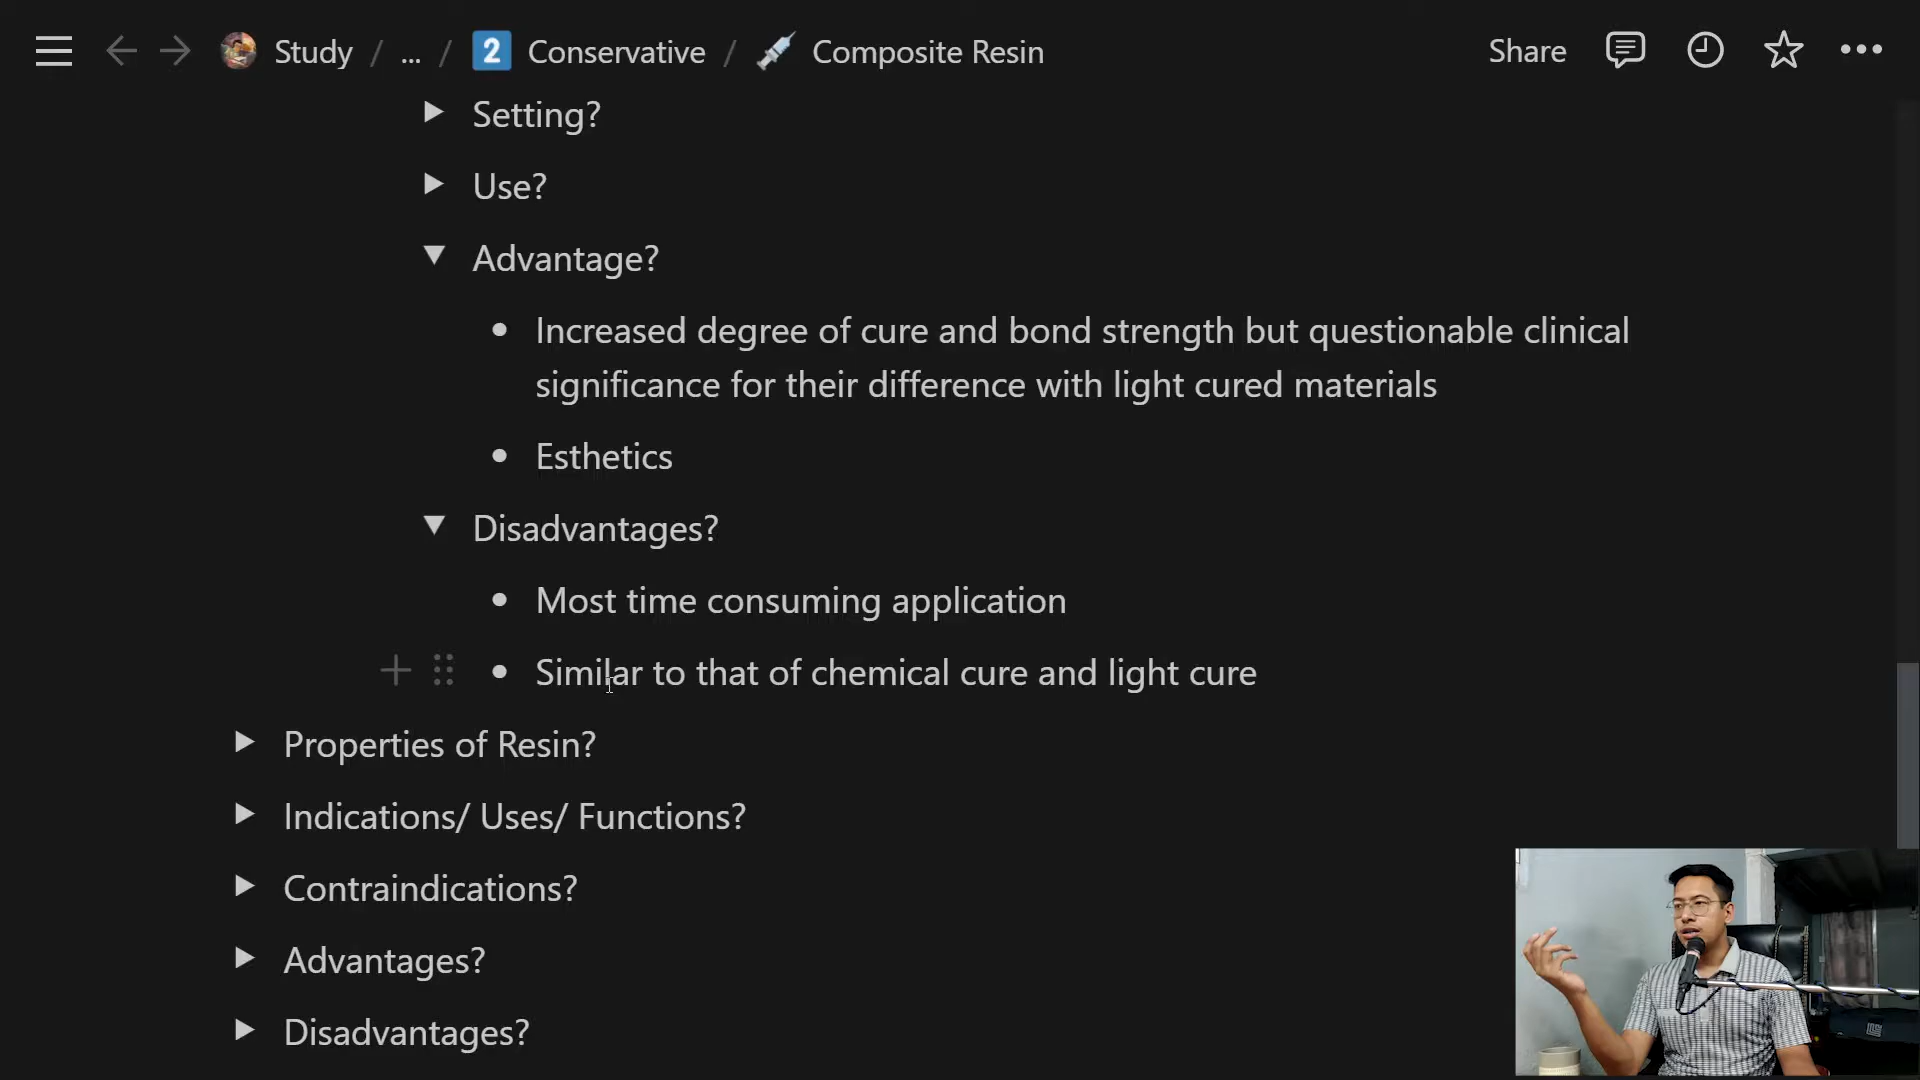 Study / ... / 2 Conservative / Composite Resin Share
Setting?
Use?
Advantage?
Increased degree of cure and bond strength but questionable clinical
significance for their difference with light cured materials
Esthetics
Disadvantages?
Most time consuming application
Similar to that of chemical cure and light cure
Properties of Resin?
Indications/ Uses/ Functions?
Contraindications?
Advantages?
Disadvantages?